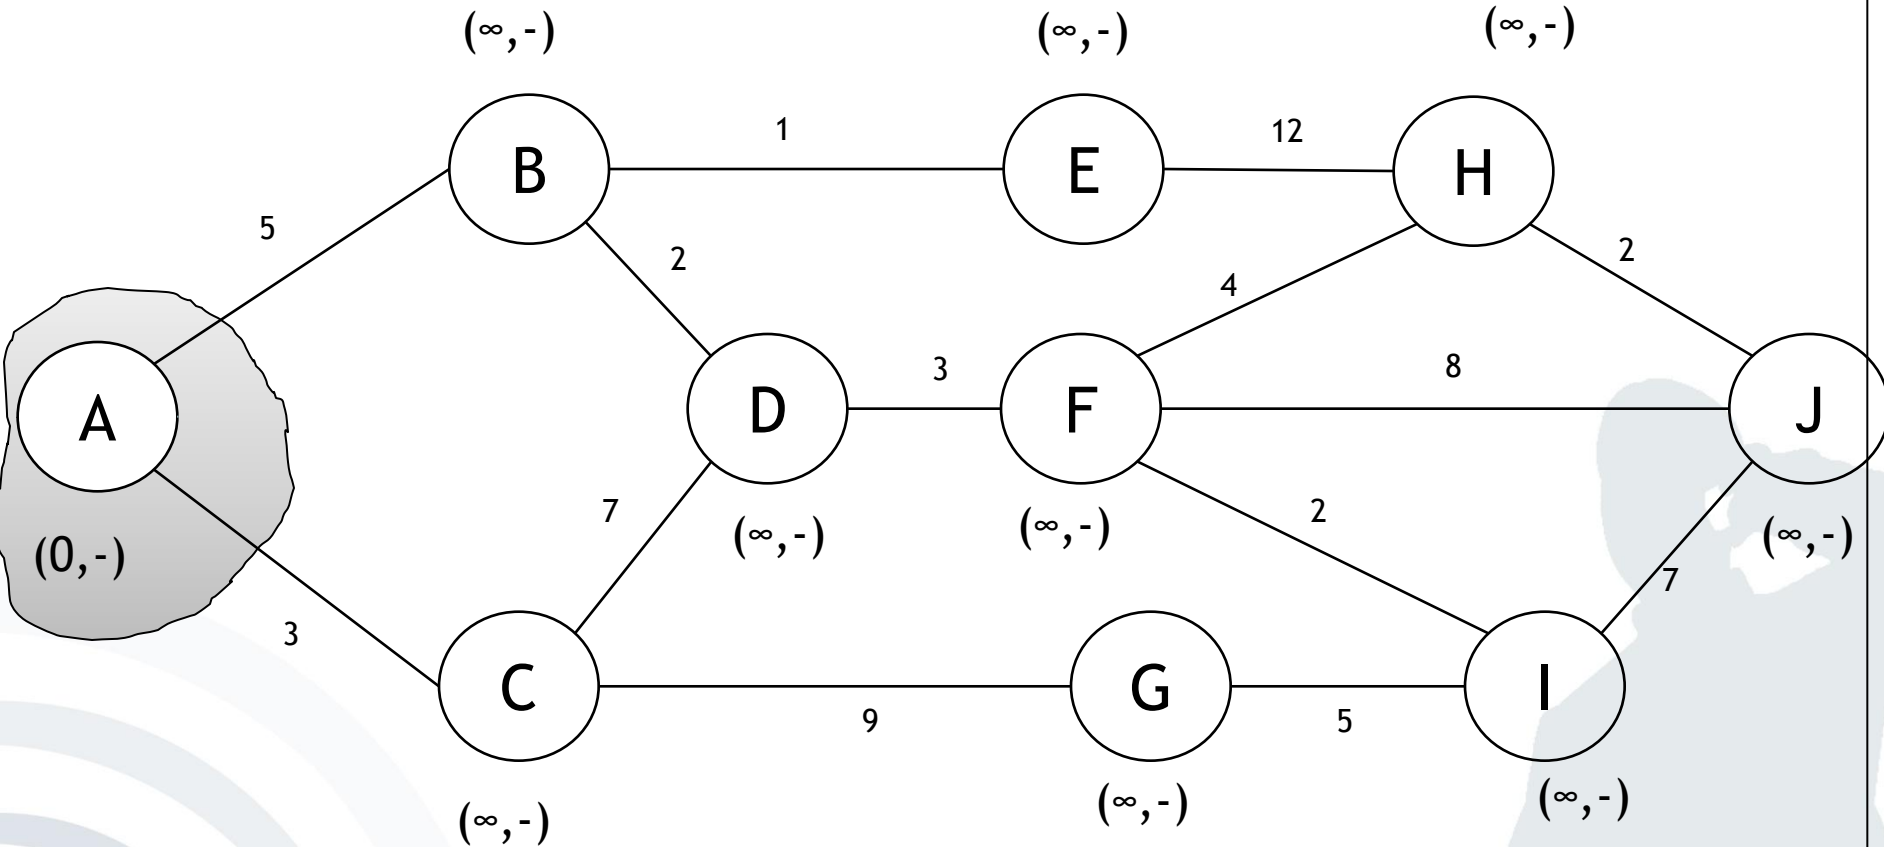 (∞,-) (∞,-) (∞,-)
1 12
B E H
5 2 2
4
3 8
A D F J
7 2
(0,-) (∞,-) (∞,-) (∞,-)
7
3
C G I
9 5
(∞,-) (∞,-) (∞,-)